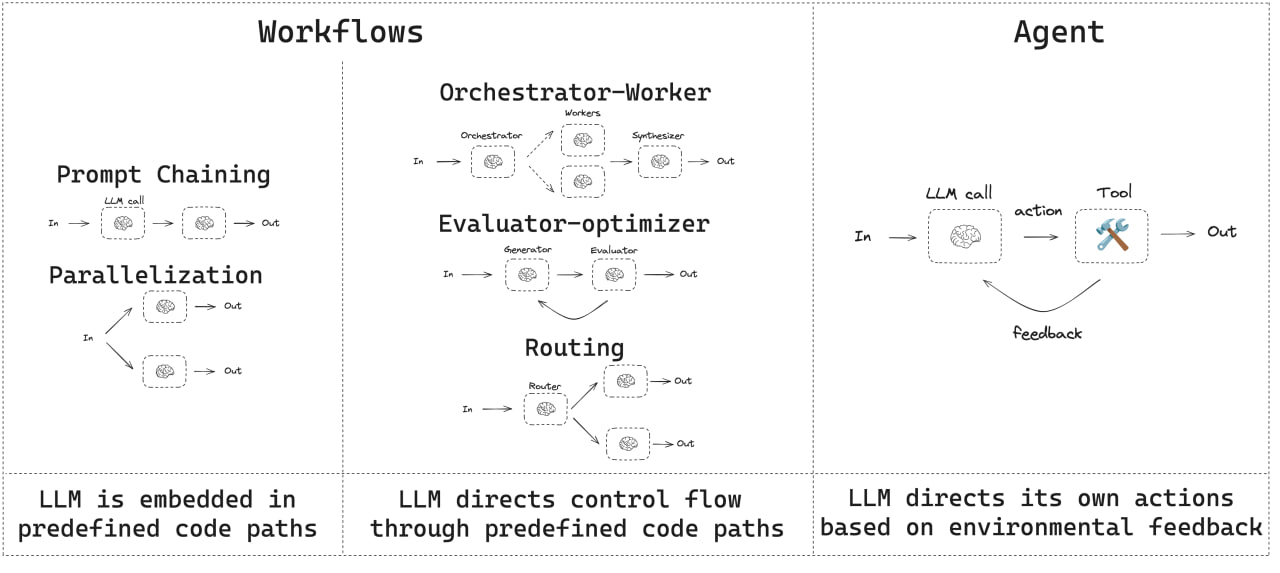 Workflows
Prompt Chaining
LLM call
In
Out
Parallelization
In
Out
Out
Orchestrator-Worker
Workers
Orchestrator
Synthesizer
In
Out
Evaluator-optimizer
Generator
Evaluator
In
Out
Routing
Router
In
Out
Out
Agent
LLM call
Tool
action
In
Out
feedback
LLM is embedded in
predefined code paths
LLM directs control flow
through predefined code paths
LLM directs its own actions
based on environmental feedback